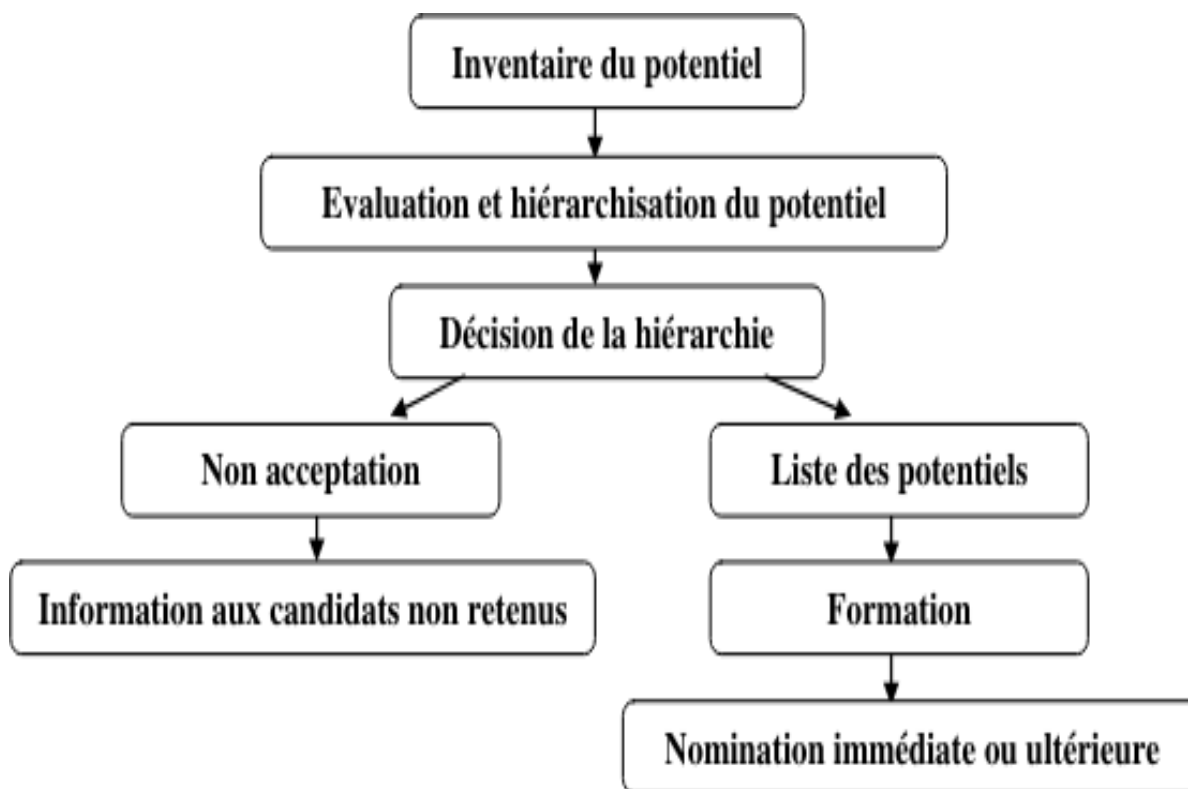 Inventaire du potentiel
Evaluation et hiérarchisation du potentiel
Décision de la hiérarchie
Non acceptation
Liste des potentiels
Information aux candidats non retenus
Formation
Nomination immédiate ou ultérieure